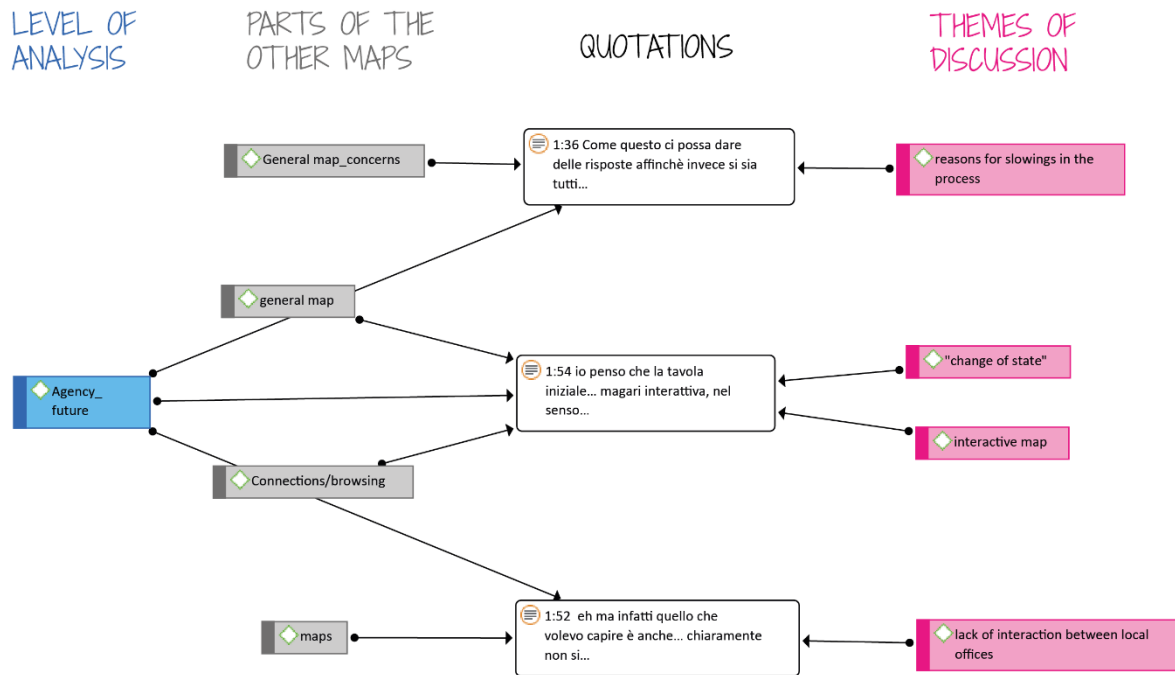 LEVEL OF
ANALYSIS
PARTS OF THE
OTHER MAPS
QUOTATIONS
THEMES OF
DISCUSSION
General map_concerns
1:36 Come questo ci possa dare
delle risposte affinchè invece si sia
tutti...
reasons for slowings in the
process
general map
Agency_
future
1:54 io penso che la tavola
iniziale... magari interattiva, nel
senso...
"change of state"
interactive map
Connections/browsing
maps
1:52 eh ma infatti quello che
volevo capire è anche... chiaramente
non si...
lack of interaction between local
offices